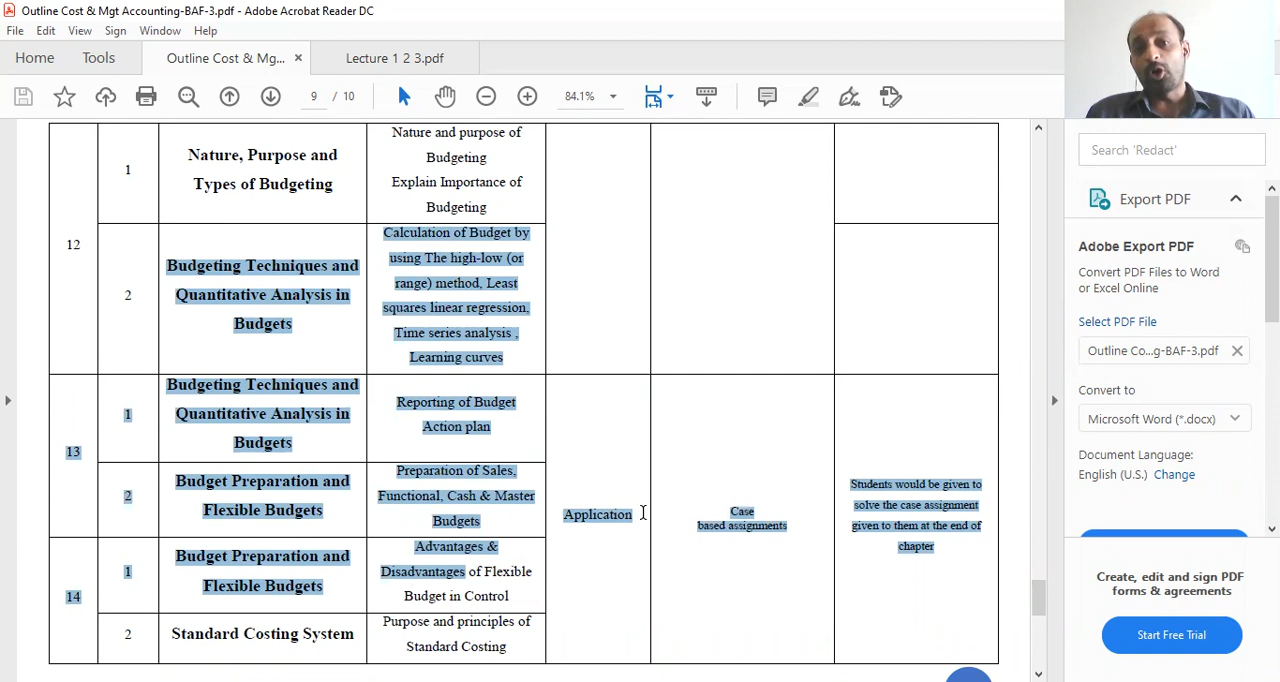 Outline Cost & Mgt Accounting-BAF-3.pdf - Adobe Acrobat Reader DC
File Edit View Sign Window Help
Home Tools Outline Cost & Mg... × Lecture 1 2 3.pdf
9 / 10 84.1%
12
1
Nature, Purpose and
Types of Budgeting
Nature and purpose of
Budgeting
Explain Importance of
Budgeting
2
Budgeting Techniques and
Quantitative Analysis in
Budgets
Calculation of Budget by
using The high-low (or
range) method, Least
squares linear regression,
Time series analysis ,
Learning curves
13
1
Budgeting Techniques and
Quantitative Analysis in
Budgets
Reporting of Budget
Action plan
2
Budget Preparation and
Flexible Budgets
Preparation of Sales,
Functional, Cash & Master
Budgets
Application
Case
based assignments
Students would be given to
solve the case assignment
given to them at the end of
chapter
14
1
Budget Preparation and
Flexible Budgets
Advantages &
Disadvantages of Flexible
Budget in Control
2
Standard Costing System
Purpose and principles of
Standard Costing
Search 'Redact'
Export PDF
Adobe Export PDF
Convert PDF Files to Word
or Excel Online
Select PDF File
Outline Co...g-BAF-3.pdf
Convert to
Microsoft Word (*.docx)
Document Language:
English (U.S.) Change
Create, edit and sign PDF
forms & agreements
Start Free Trial